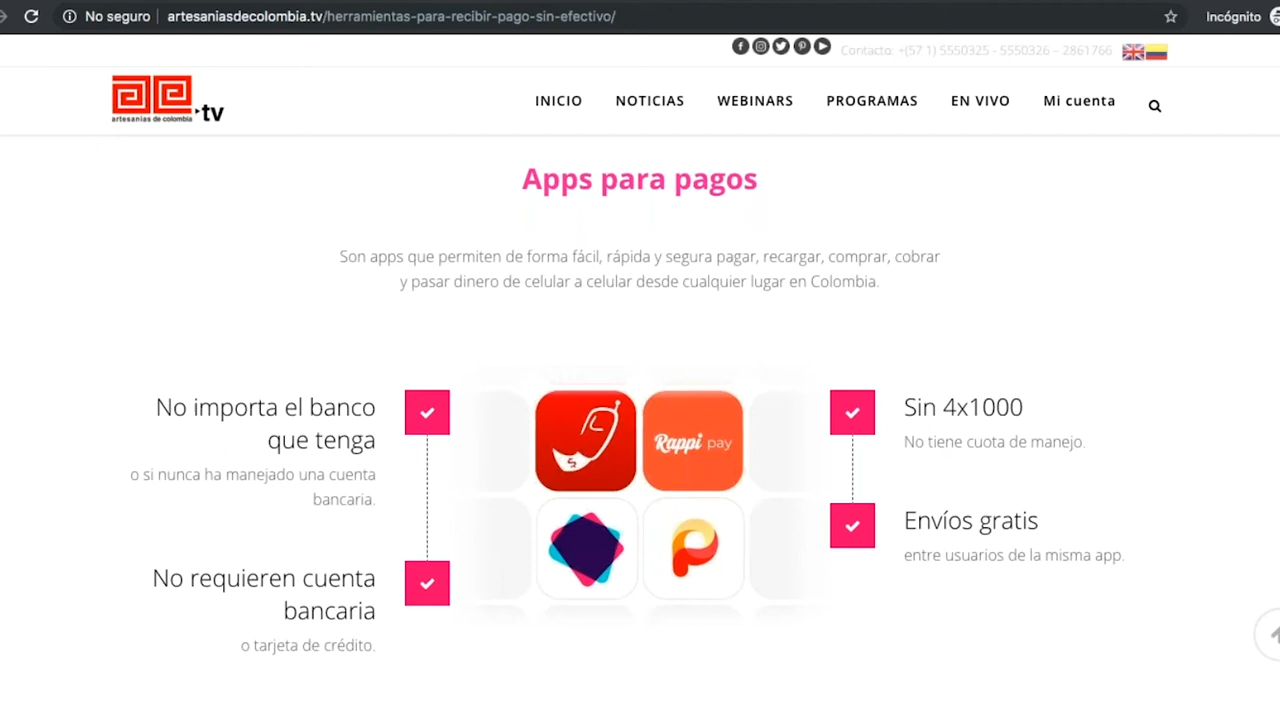 No seguro
artesaniasdecolombia.tv/herramientas-para-recibir-pago-sin-efectivo/
Incógnito
Contacto: +(57 1) 5550325 - 5550326 – 2861766
artesanías de colombia
tv
INICIO
NOTICIAS
WEBINARS
PROGRAMAS
EN VIVO
Mi cuenta
Apps para pagos
Son apps que permiten de forma fácil, rápida y segura pagar, recargar, comprar, cobrar
y pasar dinero de celular a celular desde cualquier lugar en Colombia.
No importa el banco
que tenga
o si nunca ha manejado una cuenta
bancaria.
No requieren cuenta
bancaria
o tarjeta de crédito.
Rappi pay
Sin 4x1000
No tiene cuota de manejo.
Envíos gratis
entre usuarios de la misma app.